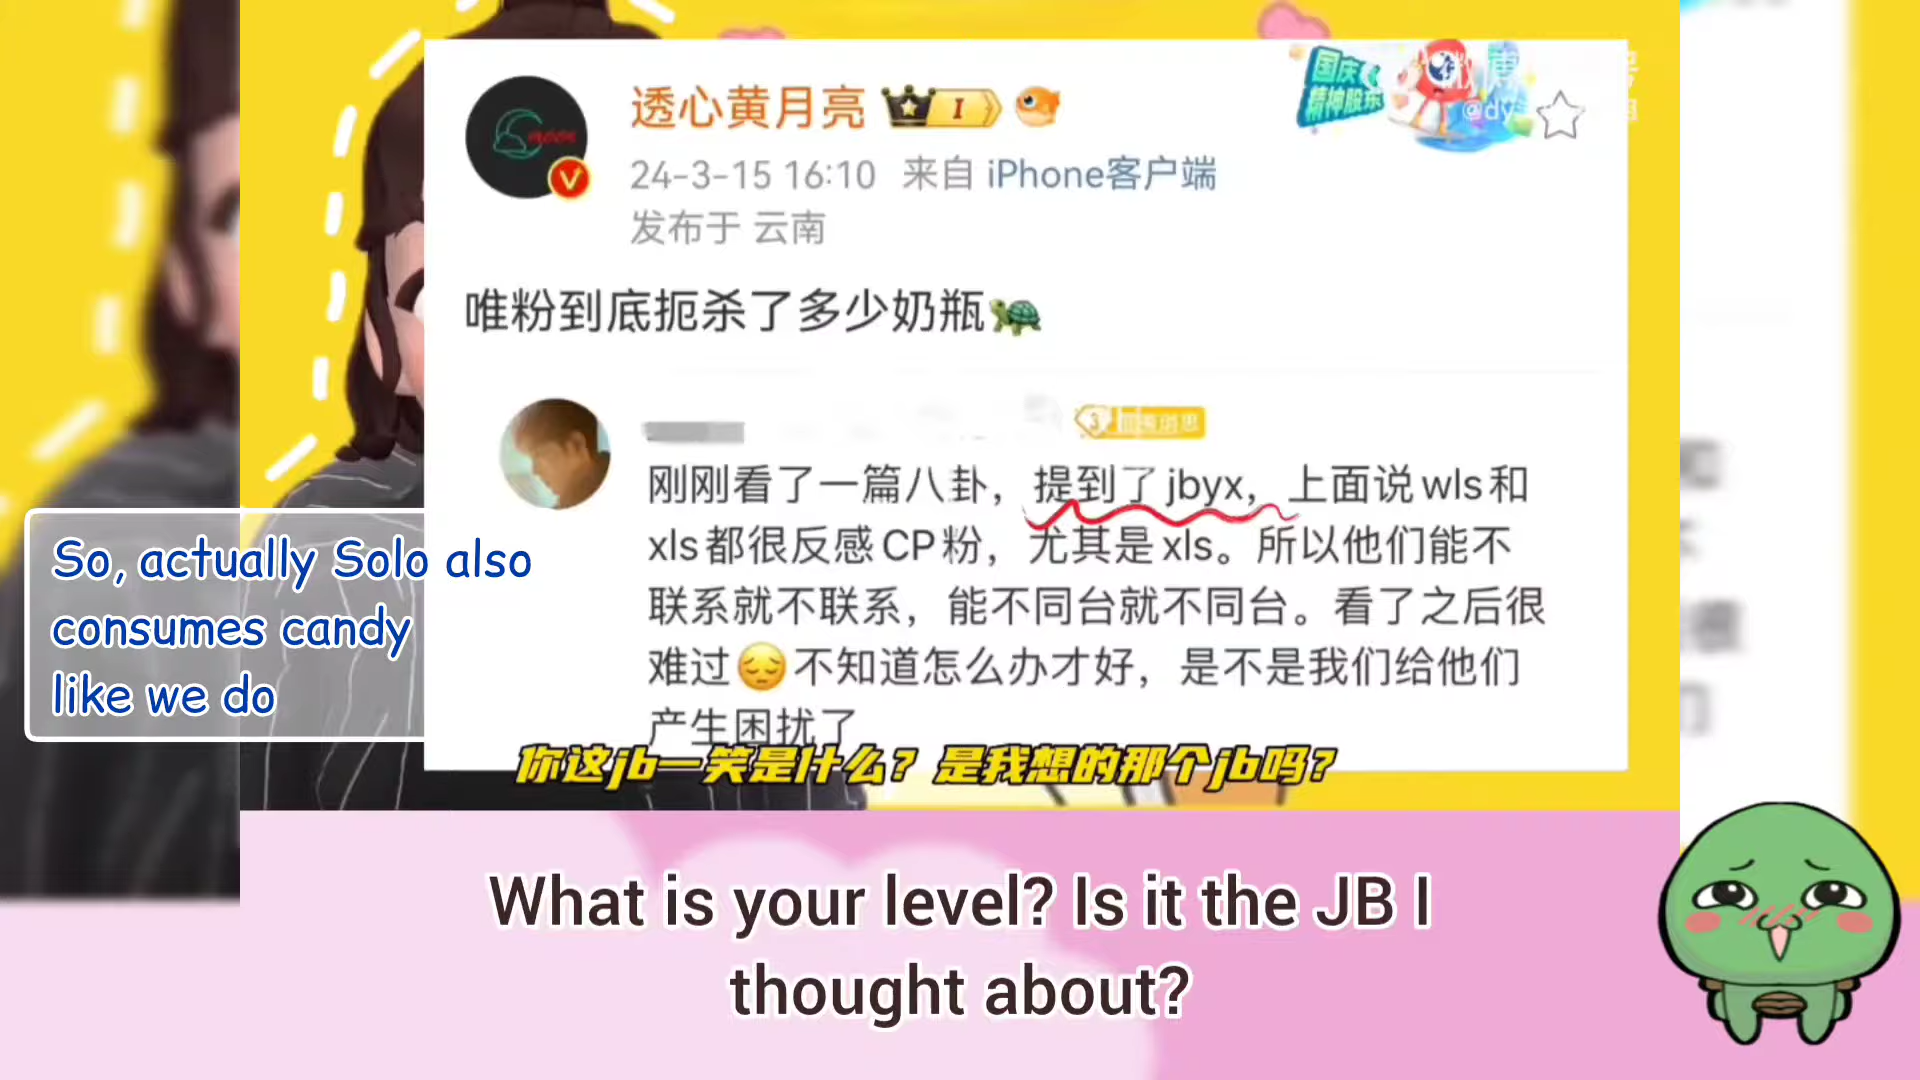 透心黄月亮
I
国庆
精神股东
@dy
24-3-15 16:10 来自 iPhone客户端
发布于 云南
唯粉到底扼杀了多少奶瓶🐢
3
刚刚看了一篇八卦，提到了jbyx，上面说wls和
xls都很反感CP粉，尤其是xls。所以他们能不
联系就不联系，能不同台就不同台。看了之后很
难过😔不知道怎么办才好，是不是我们给他们
产生困扰了
So, actually Solo also
consumes candy
like we do
你这jb一笑是什么？是我想的那个jb吗？
What is your level? Is it the JB I
thought about?